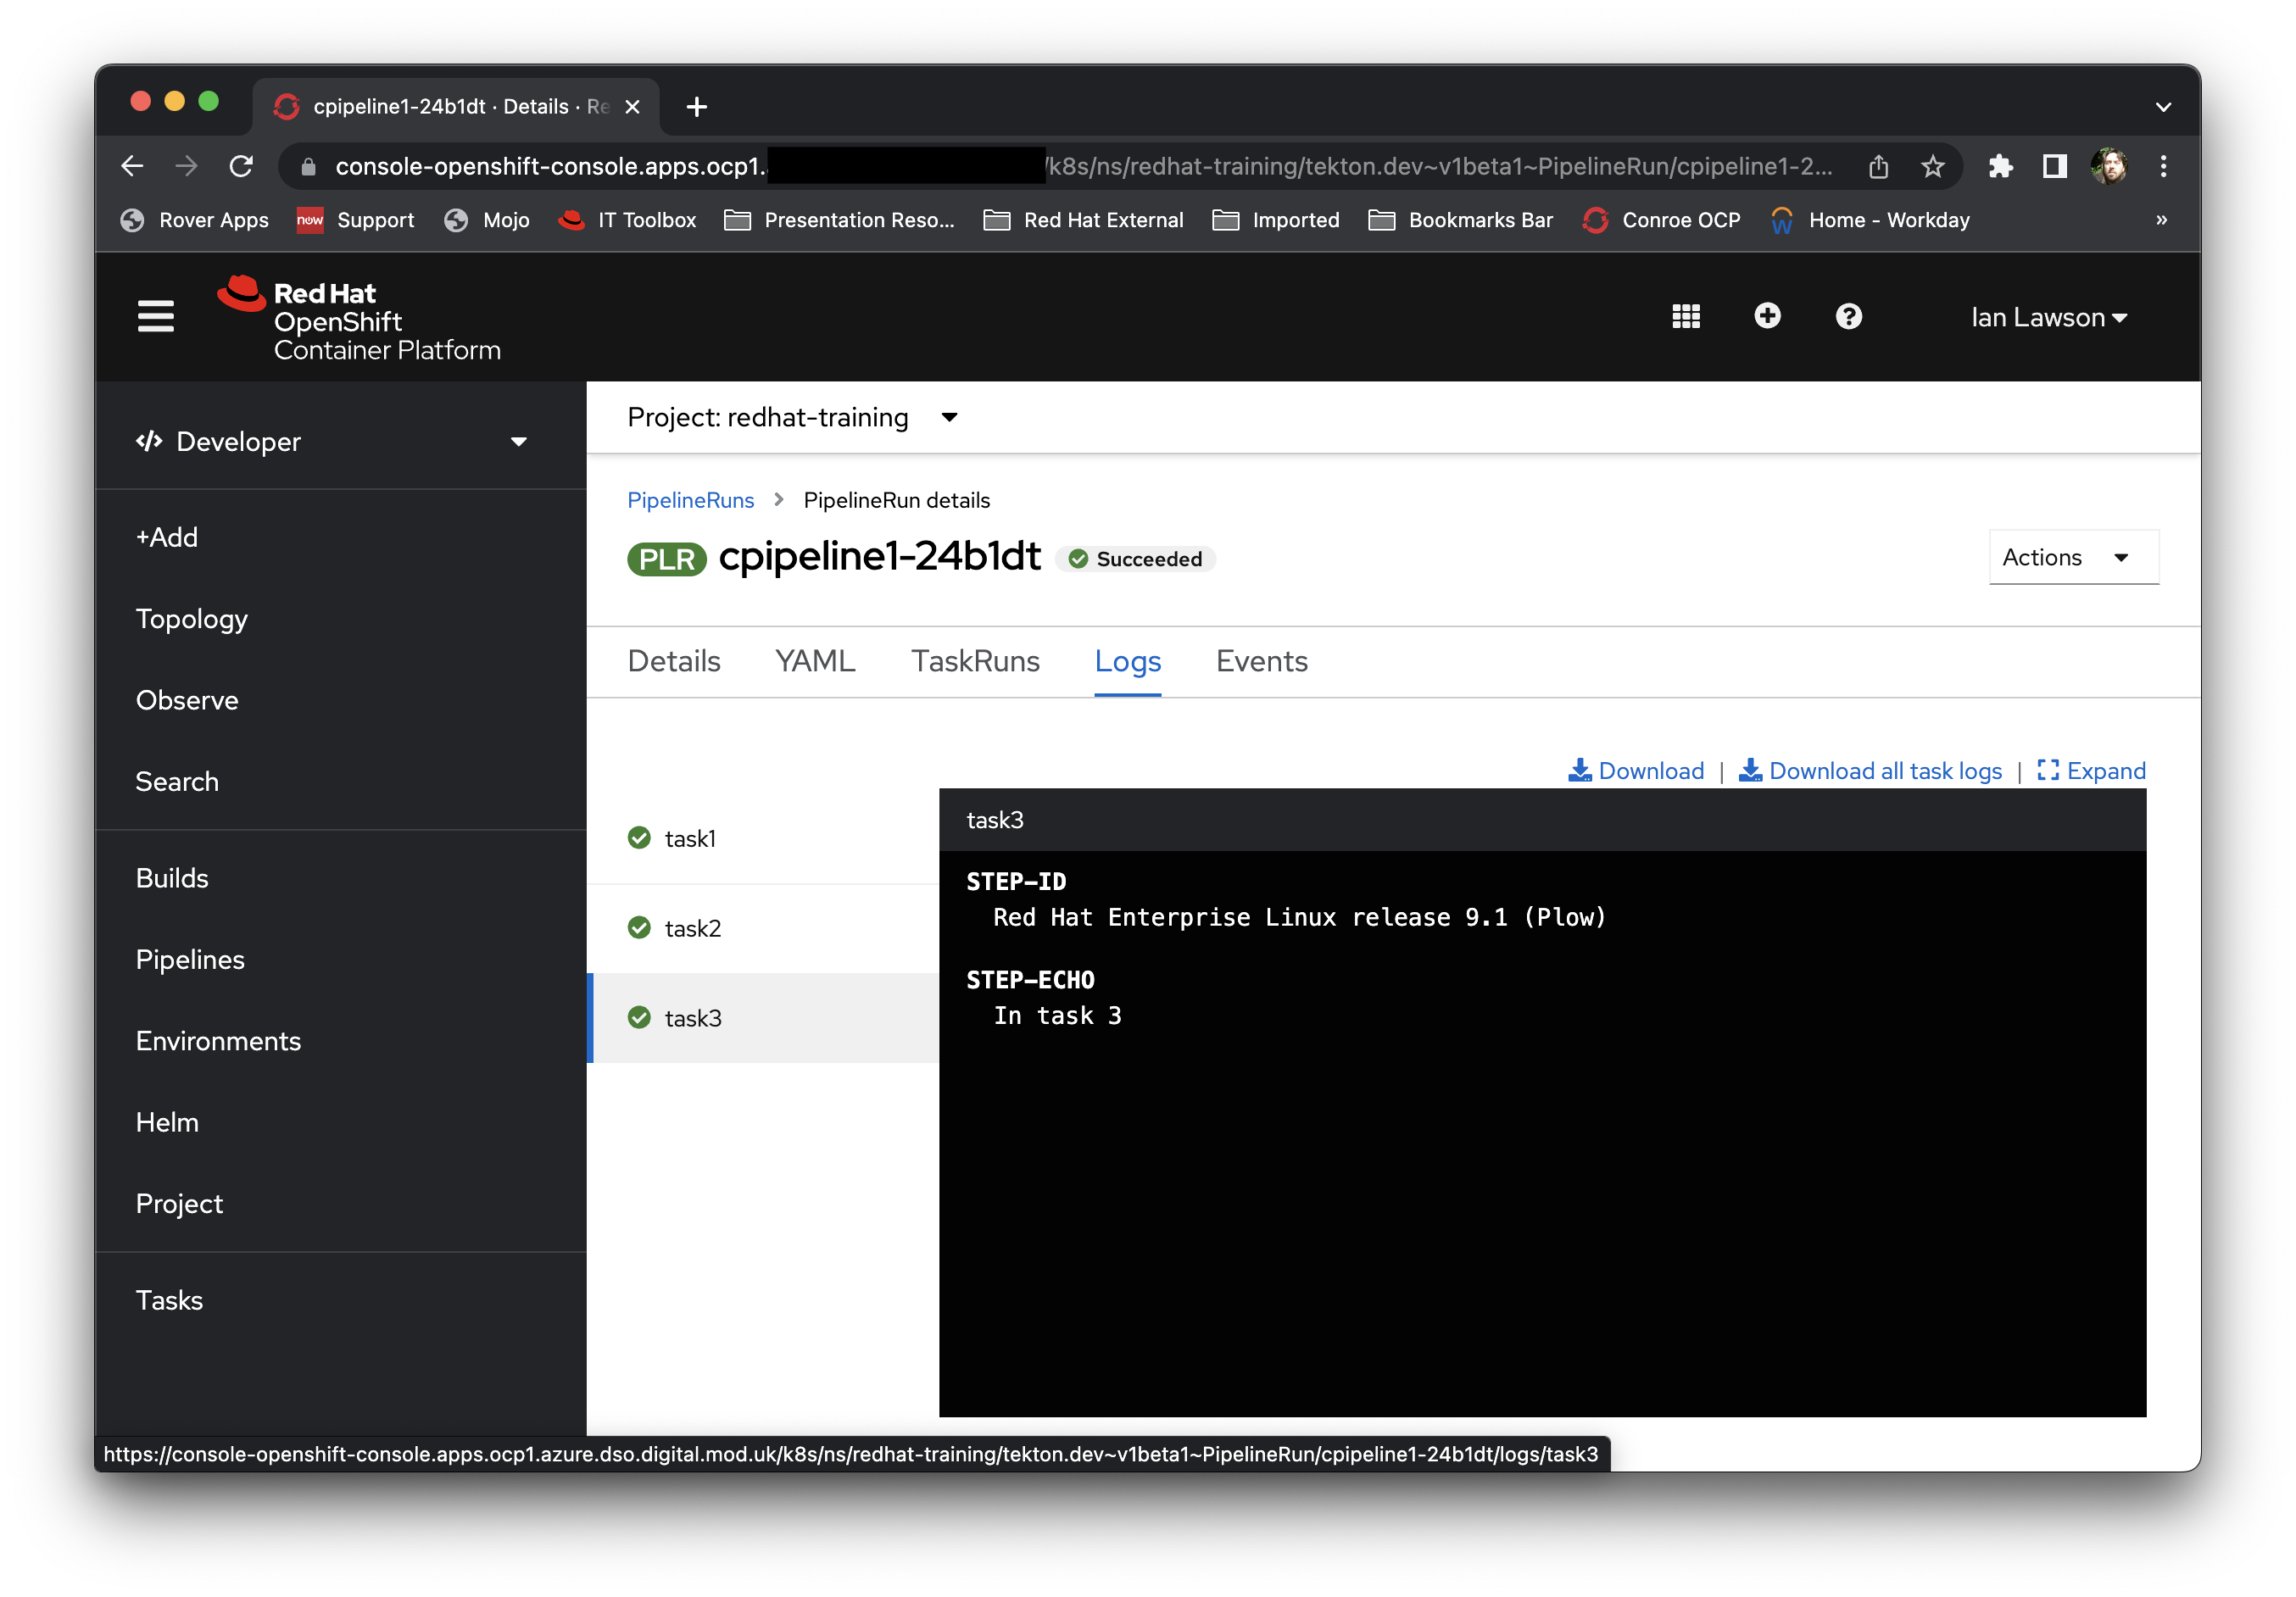 cpipeline1-24b1dt · Details · Re
console-openshift-console.apps.ocp1. /k8s/ns/redhat-training/tekton.dev~v1beta1~PipelineRun/cpipeline1-2...
Rover Apps now Support Mojo IT Toolbox Presentation Reso... Red Hat External Imported Bookmarks Bar Conroe OCP Home - Workday »
Red Hat
OpenShift
Container Platform
Ian Lawson
Developer
+Add
Topology
Observe
Search
Builds
Pipelines
Environments
Helm
Project
Tasks
Project: redhat-training
PipelineRuns > PipelineRun details
PLR cpipeline1-24b1dt Succeeded
Actions
Details YAML TaskRuns Logs Events
Download | Download all task logs | Expand
task1
task2
task3
task3
STEP-ID
Red Hat Enterprise Linux release 9.1 (Plow)
STEP-ECHO
In task 3
https://console-openshift-console.apps.ocp1.azure.dso.digital.mod.uk/k8s/ns/redhat-training/tekton.dev~v1beta1~PipelineRun/cpipeline1-24b1dt/logs/task3